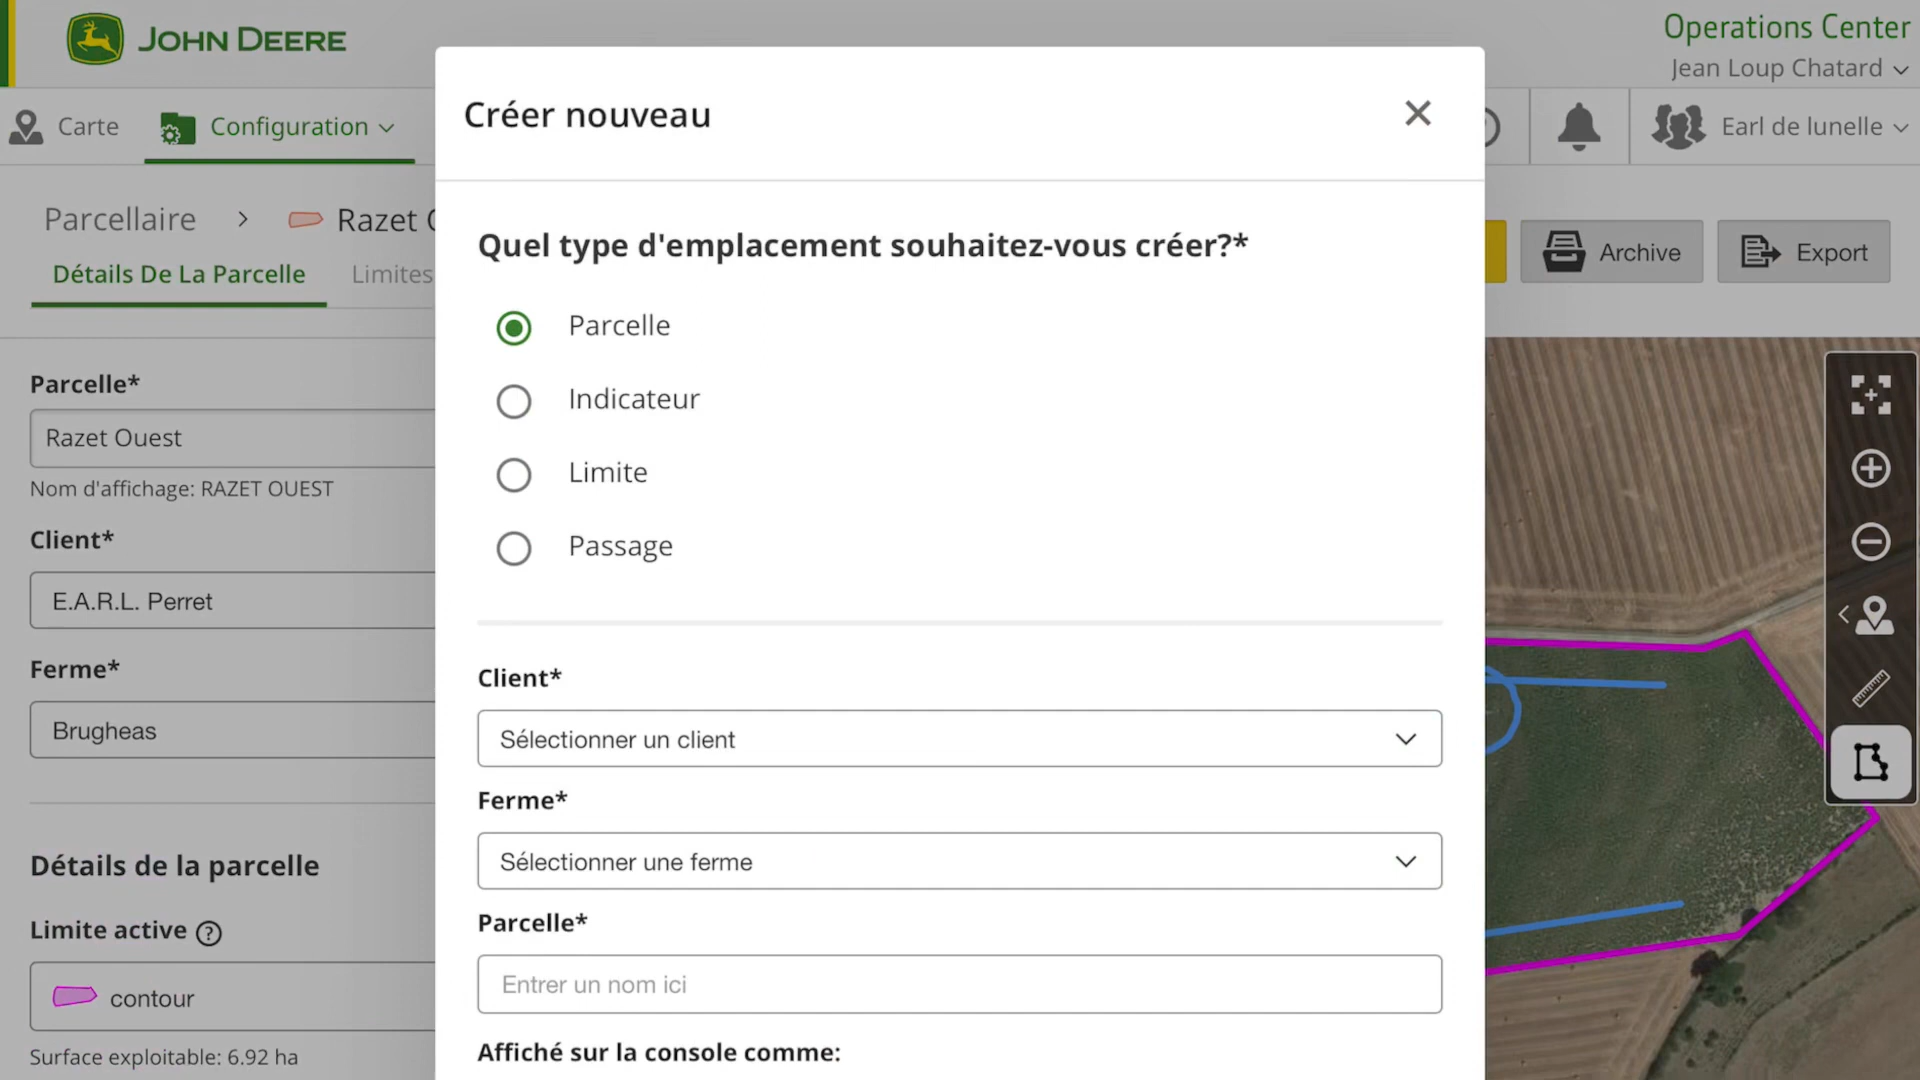 JOHN DEERE
Operations Center
Jean Loup Chatard
Carte
Configuration
Earl de lunelle
Parcellaire > Razet
Archive
Export
Détails De La Parcelle
Limites
Parcelle*
Razet Ouest
Nom d'affichage: RAZET OUEST
Client*
E.A.R.L. Perret
Ferme*
Brugheas
Détails de la parcelle
Limite active ?
contour
Surface exploitable: 6.92 ha
Créer nouveau
Quel type d'emplacement souhaitez-vous créer?*
Parcelle
Indicateur
Limite
Passage
Client*
Sélectionner un client
Ferme*
Sélectionner une ferme
Parcelle*
Entrer un nom ici
Affiché sur la console comme: